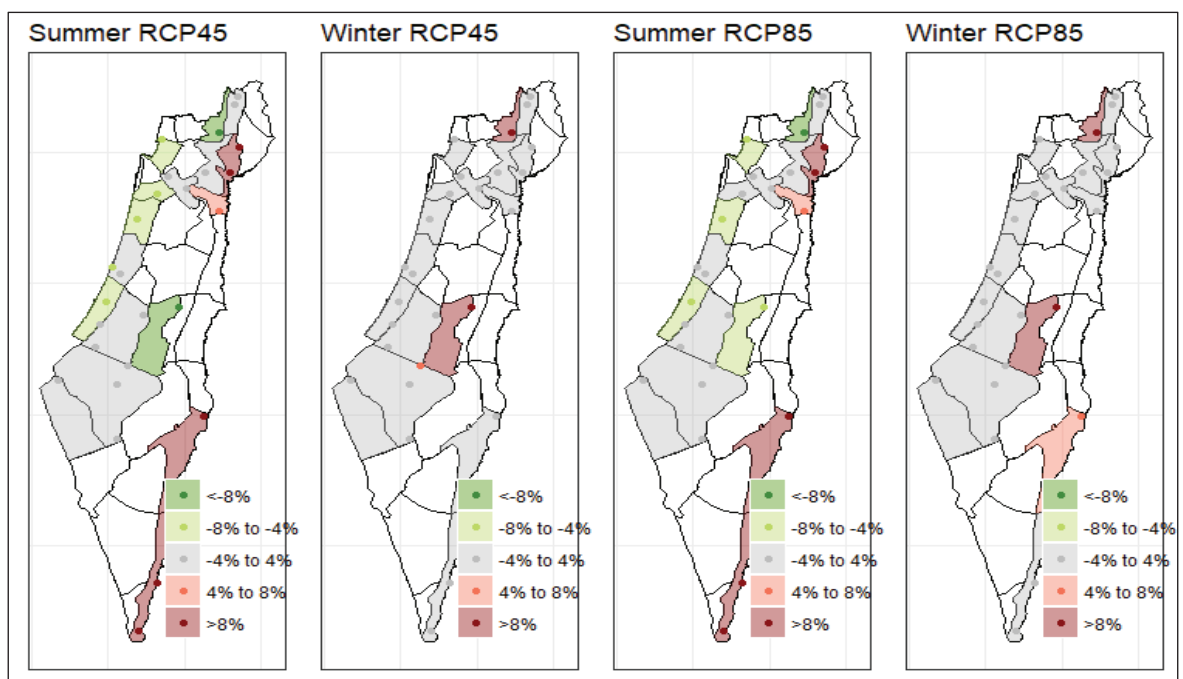 Summer RCP45
Winter RCP45
Summer RCP85
Winter RCP85
<-8%
-8% to -4%
-4% to 4%
4% to 8%
>8%
<-8%
-8% to -4%
-4% to 4%
4% to 8%
>8%
<-8%
-8% to -4%
-4% to 4%
4% to 8%
>8%
<-8%
-8% to -4%
-4% to 4%
4% to 8%
>8%